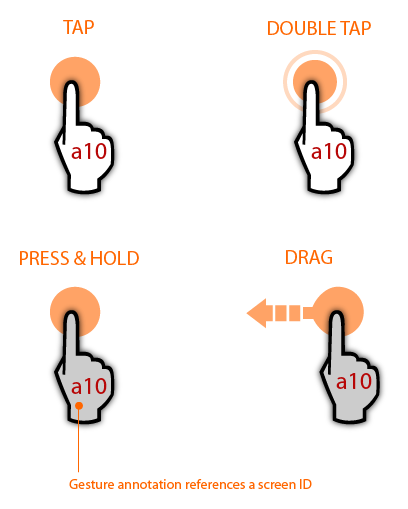 TAP
DOUBLE TAP
a10
a10
PRESS & HOLD
DRAG
a10
a10
Gesture annotation references a screen ID